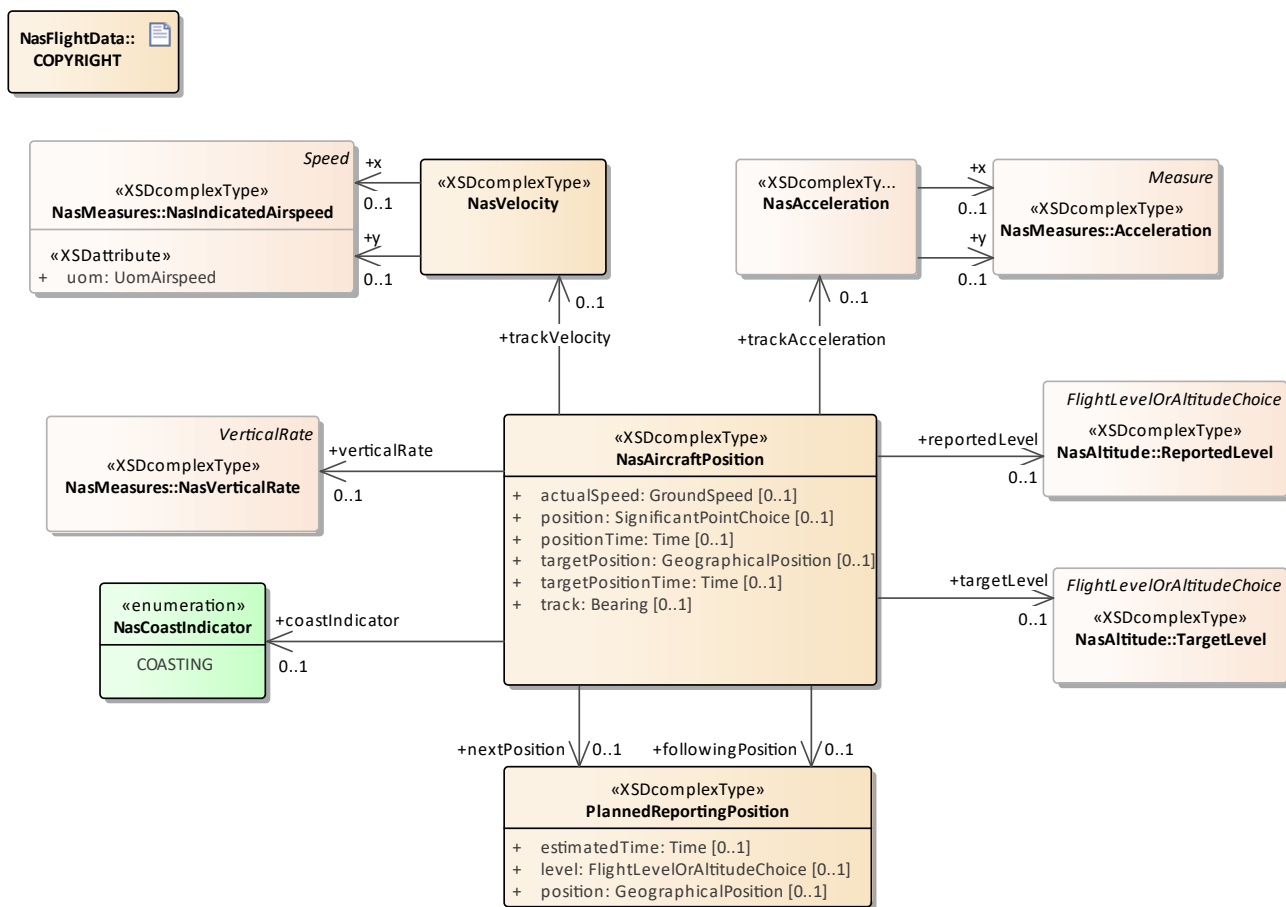 NasFlightData::
COPYRIGHT
Speed
«XSDcomplexType»
NasMeasures::NasIndicatedAirspeed
«XSDattribute»
+ uom: UomAirspeed
+x
0..1
+y
0..1
«XSDcomplexType»
NasVelocity
«XSDcomplexTy...
NasAcceleration
+x
0..1
+y
0..1
Measure
«XSDcomplexType»
NasMeasures::Acceleration
0..1
+trackVelocity
0..1
+trackAcceleration
VerticalRate
«XSDcomplexType»
NasMeasures::NasVerticalRate
+verticalRate
0..1
«XSDcomplexType»
NasAircraftPosition
+ actualSpeed: GroundSpeed [0..1]
+ position: SignificantPointChoice [0..1]
+ positionTime: Time [0..1]
+ targetPosition: GeographicalPosition [0..1]
+ targetPositionTime: Time [0..1]
+ track: Bearing [0..1]
+reportedLevel
0..1
FlightLevelOrAltitudeChoice
«XSDcomplexType»
NasAltitude::ReportedLevel
+targetLevel
0..1
FlightLevelOrAltitudeChoice
«XSDcomplexType»
NasAltitude::TargetLevel
«enumeration»
NasCoastIndicator
COASTING
+coastIndicator
0..1
+nextPosition
0..1
+followingPosition
0..1
«XSDcomplexType»
PlannedReportingPosition
+ estimatedTime: Time [0..1]
+ level: FlightLevelOrAltitudeChoice [0..1]
+ position: GeographicalPosition [0..1]